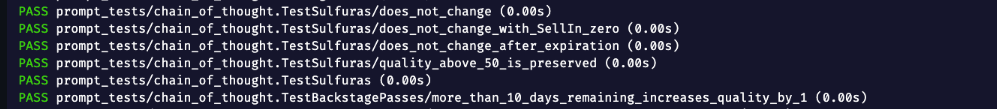 PASS prompt_tests/chain_of_thought.TestSulfuras/does_not_change (0.00s)
PASS prompt_tests/chain_of_thought.TestSulfuras/does_not_change_with_SellIn_zero (0.00s)
PASS prompt_tests/chain_of_thought.TestSulfuras/does_not_change_after_expiration (0.00s)
PASS prompt_tests/chain_of_thought.TestSulfuras/quality_above_50_is_preserved (0.00s)
PASS prompt_tests/chain_of_thought.TestSulfuras (0.00s)
PASS prompt_tests/chain_of_thought.TestBackstagePasses/more_than_10_days_remaining_increases_quality_by_1 (0.00s)